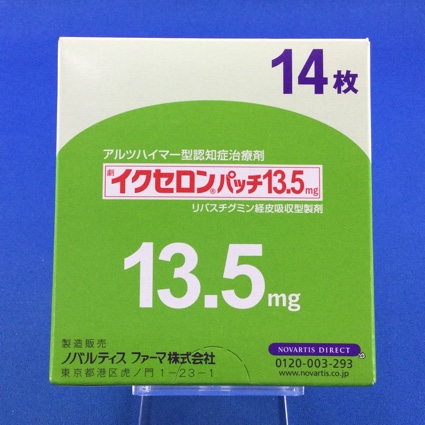 14枚
アルツハイマー型認知症治療剤
劇 イクセロン®パッチ13.5mg
リバスチグミン経皮吸収型製剤
13.5mg
製造販売
ノバルティス ファーマ株式会社
東京都港区虎ノ門1-23-1
NOVARTIS DIRECT
0120-003-293
www.novartis.co.jp